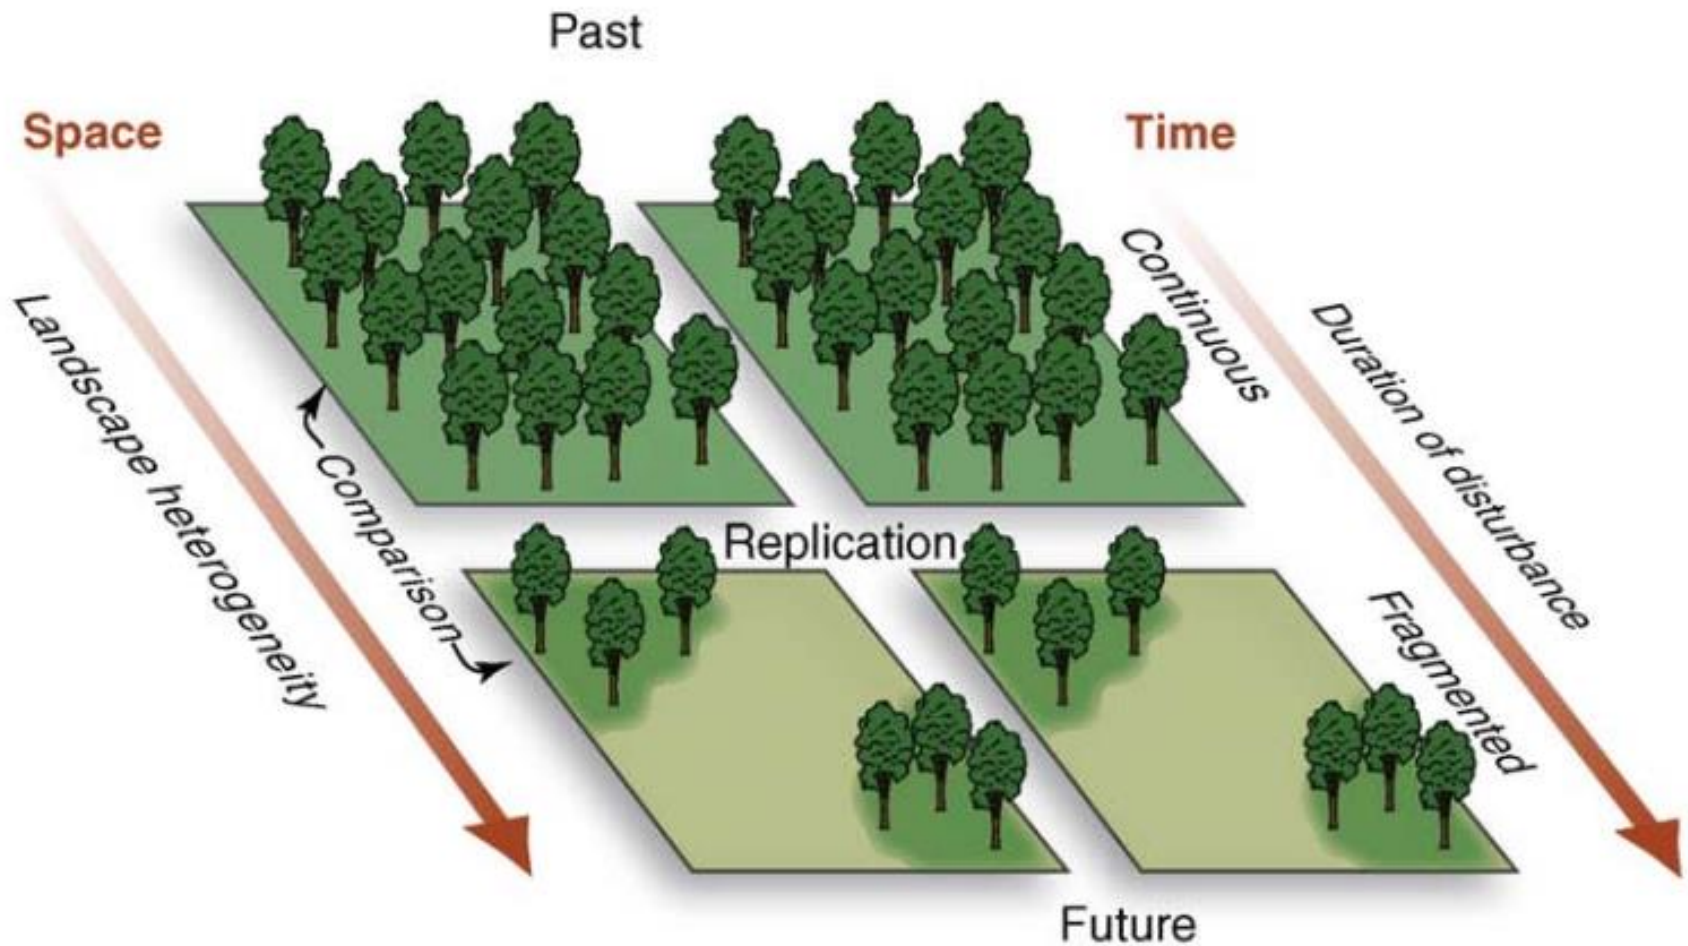 Past
Space
Time
Continuous
Landscape heterogeneity
Duration of disturbance
Comparison
Replication
Fragmented
Future